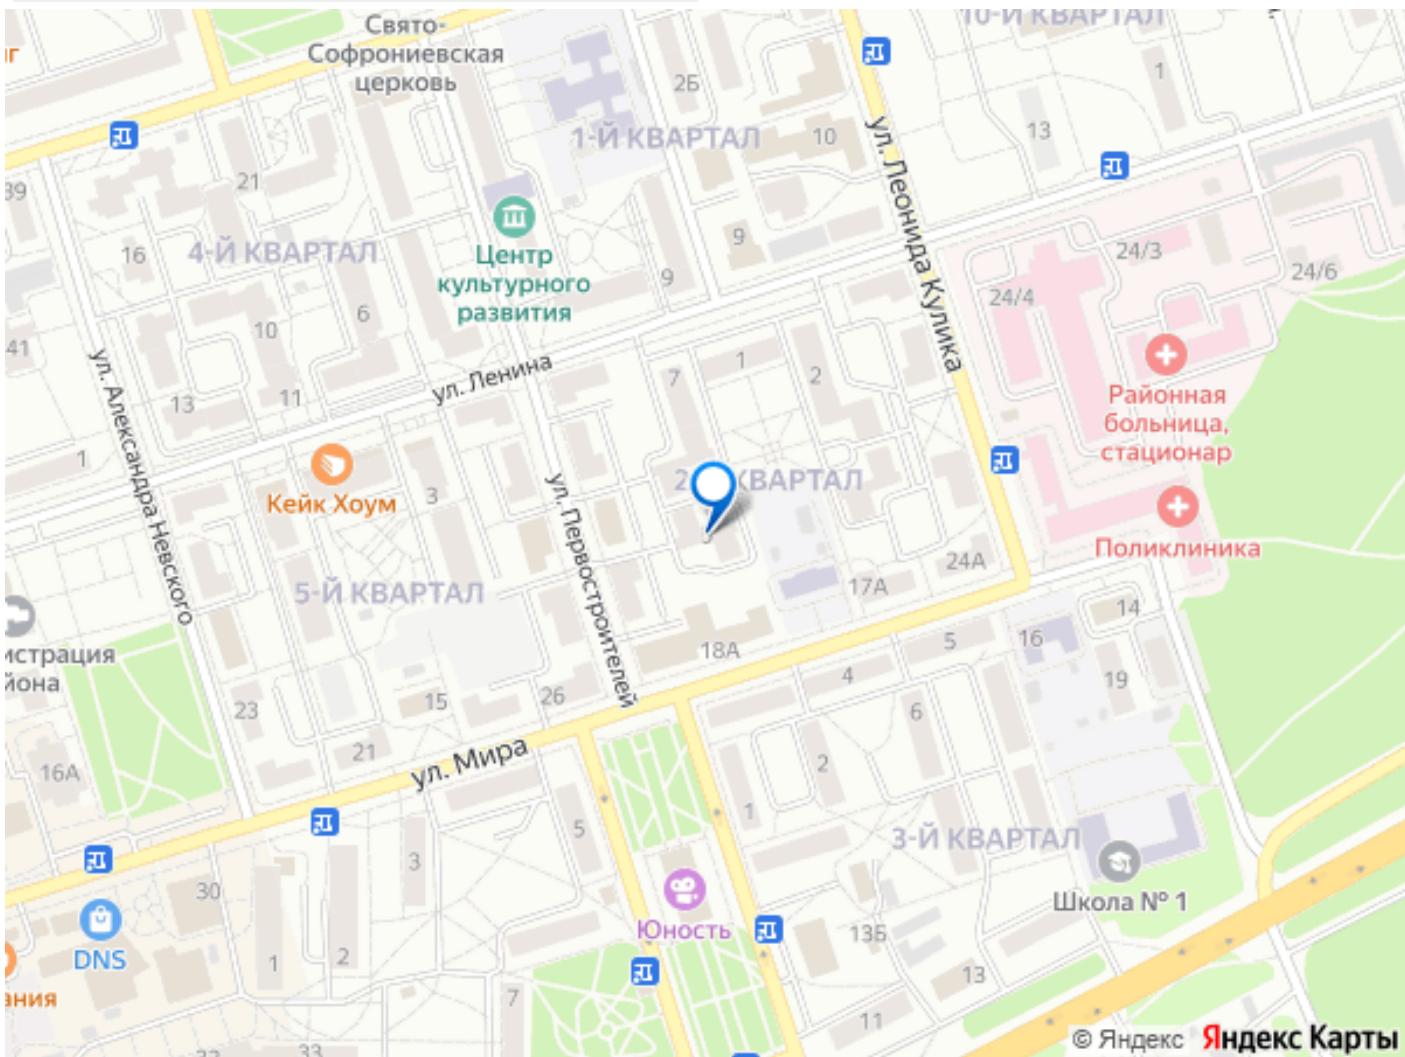 Свято-
Софрониевская
церковь
10-Й КВАРТАЛ
1
2Б
13
1-Й КВАРТАЛ
10
ул. Леонида Кулика
39
21
16
4-Й КВАРТАЛ
Центр
культурного
развития
9
9
24/3
24/6
24/4
6
10
41
ул. Александра Невского
ул. Ленина
7
1
2
13
11
1
Районная
больница,
стационар
Кейк Хоум
3
ул. Первостроителей
КВАРТАЛ
Поликлиника
5-Й КВАРТАЛ
17А
24А
14
16
5
18А
4
19
23
15
26
6
21
ул. Мира
2
16А
1
3-Й КВАРТАЛ
5
3
30
Школа № 1
Юность
13Б
DNS
1
2
13
7
11
33
© Яндекс Яндекс Карты